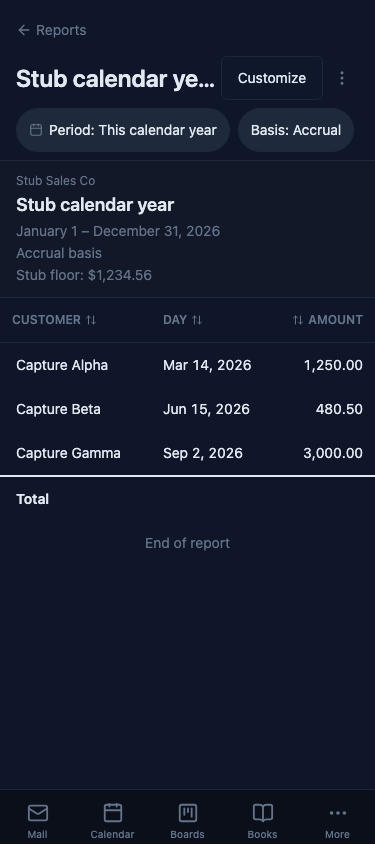 Reports
Stub calendar ye...
Customize
Period: This calendar year
Basis: Accrual
Stub Sales Co
Stub calendar year
January 1 – December 31, 2026
Accrual basis
Stub floor: $1,234.56
CUSTOMER DAY AMOUNT
Capture Alpha Mar 14, 2026 1,250.00
Capture Beta Jun 15, 2026 480.50
Capture Gamma Sep 2, 2026 3,000.00
Total
End of report
Mail Calendar Boards Books More